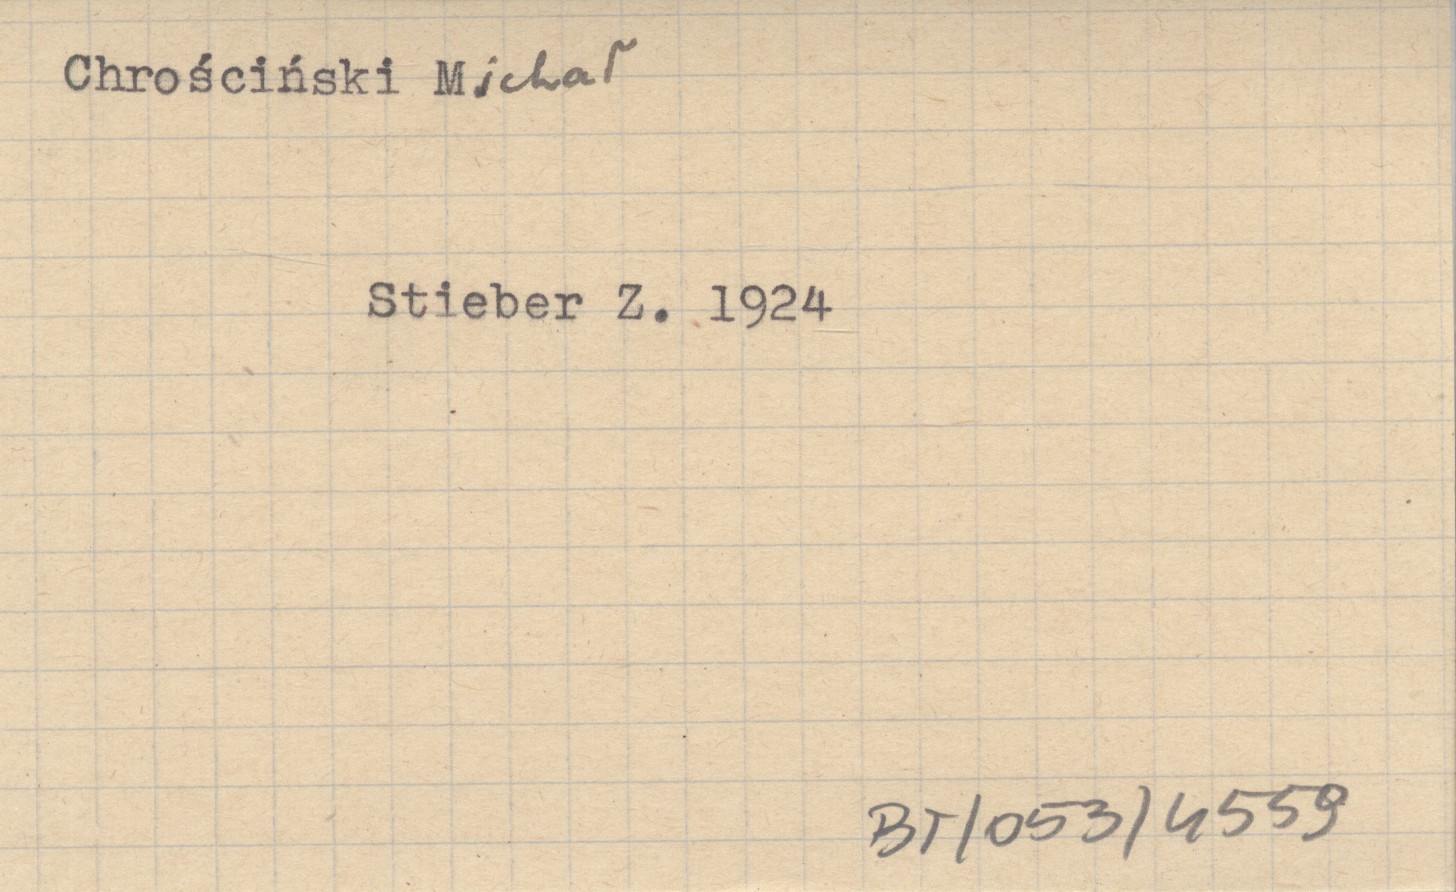 Chrościński Michał
Stieber Z. 1924
BT/053/4559